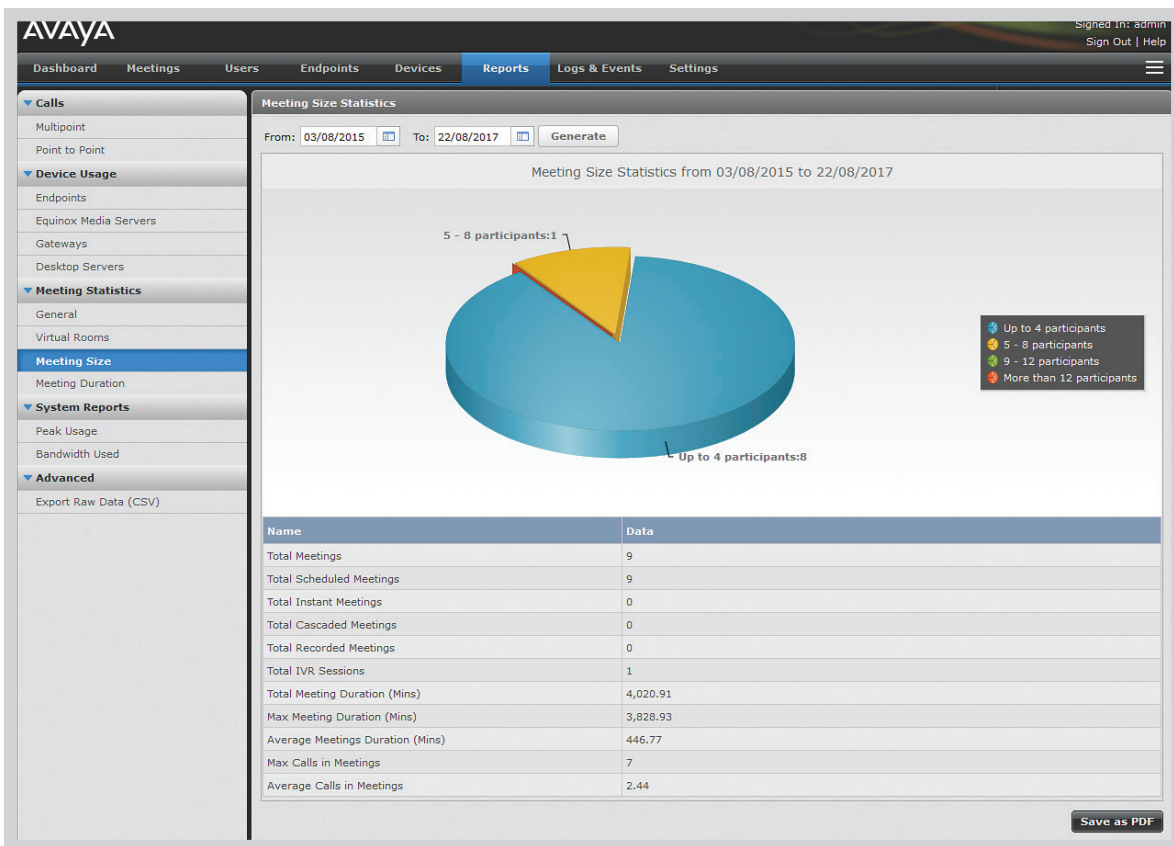 AVAYA
Signed In: admin
Sign Out | Help
Dashboard Meetings Users Endpoints Devices Reports Logs & Events Settings
Calls
Multipoint
Point to Point
Device Usage
Endpoints
Equinox Media Servers
Gateways
Desktop Servers
Meeting Statistics
General
Virtual Rooms
Meeting Size
Meeting Duration
System Reports
Peak Usage
Bandwidth Used
Advanced
Export Raw Data (CSV)
Meeting Size Statistics
From: 03/08/2015 To: 22/08/2017 Generate
Meeting Size Statistics from 03/08/2015 to 22/08/2017
5 - 8 participants:1
Up to 4 participants:8
Up to 4 participants
5 - 8 participants
9 - 12 participants
More than 12 participants
Name Data
Total Meetings 9
Total Scheduled Meetings 9
Total Instant Meetings 0
Total Cascaded Meetings 0
Total Recorded Meetings 0
Total IVR Sessions 1
Total Meeting Duration (Mins) 4,020.91
Max Meeting Duration (Mins) 3,828.93
Average Meetings Duration (Mins) 446.77
Max Calls in Meetings 7
Average Calls in Meetings 2.44
Save as PDF